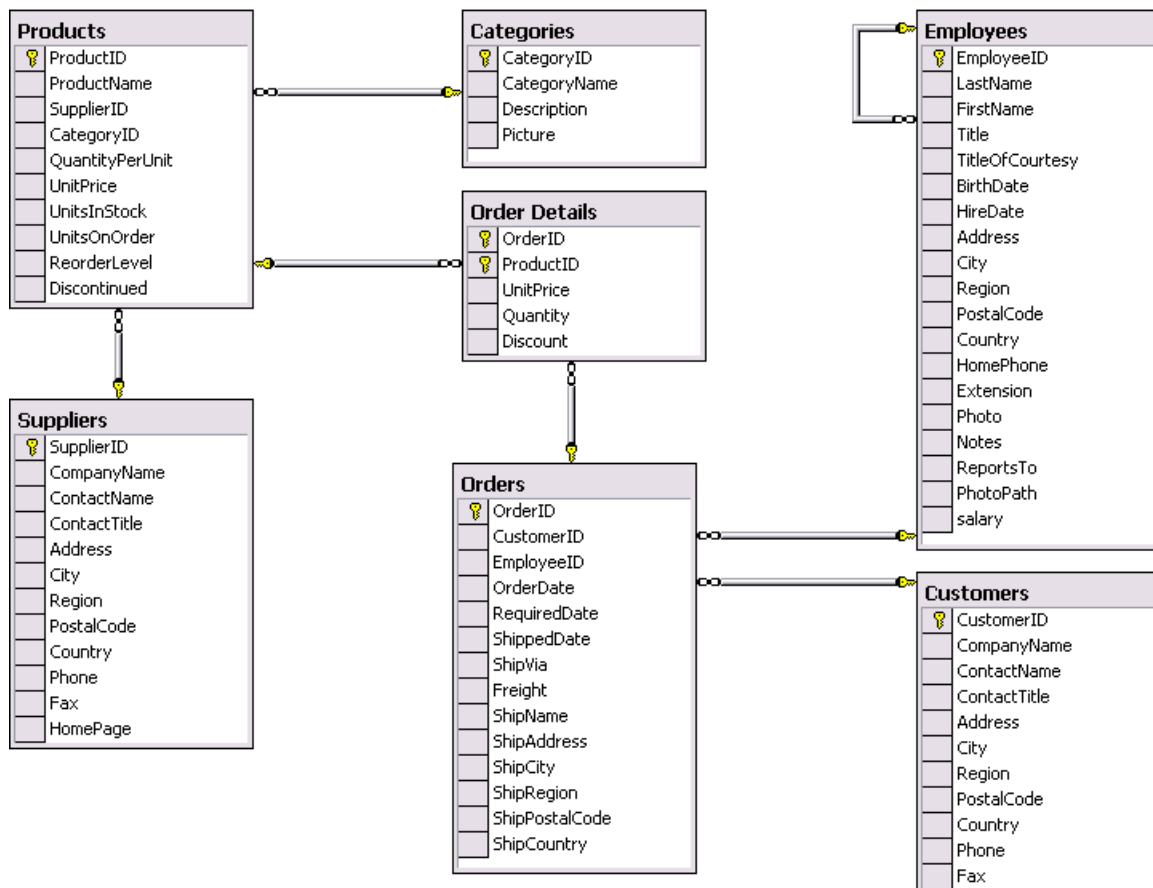 Products
ProductID
ProductName
SupplierID
CategoryID
QuantityPerUnit
UnitPrice
UnitsInStock
UnitsOnOrder
ReorderLevel
Discontinued
Categories
CategoryID
CategoryName
Description
Picture
Order Details
OrderID
ProductID
UnitPrice
Quantity
Discount
Employees
EmployeeID
LastName
FirstName
Title
TitleOfCourtesy
BirthDate
HireDate
Address
City
Region
PostalCode
Country
HomePhone
Extension
Photo
Notes
ReportsTo
PhotoPath
salary
Suppliers
SupplierID
CompanyName
ContactName
ContactTitle
Address
City
Region
PostalCode
Country
Phone
Fax
HomePage
Orders
OrderID
CustomerID
EmployeeID
OrderDate
RequiredDate
ShippedDate
ShipVia
Freight
ShipName
ShipAddress
ShipCity
ShipRegion
ShipPostalCode
ShipCountry
Customers
CustomerID
CompanyName
ContactName
ContactTitle
Address
City
Region
PostalCode
Country
Phone
Fax